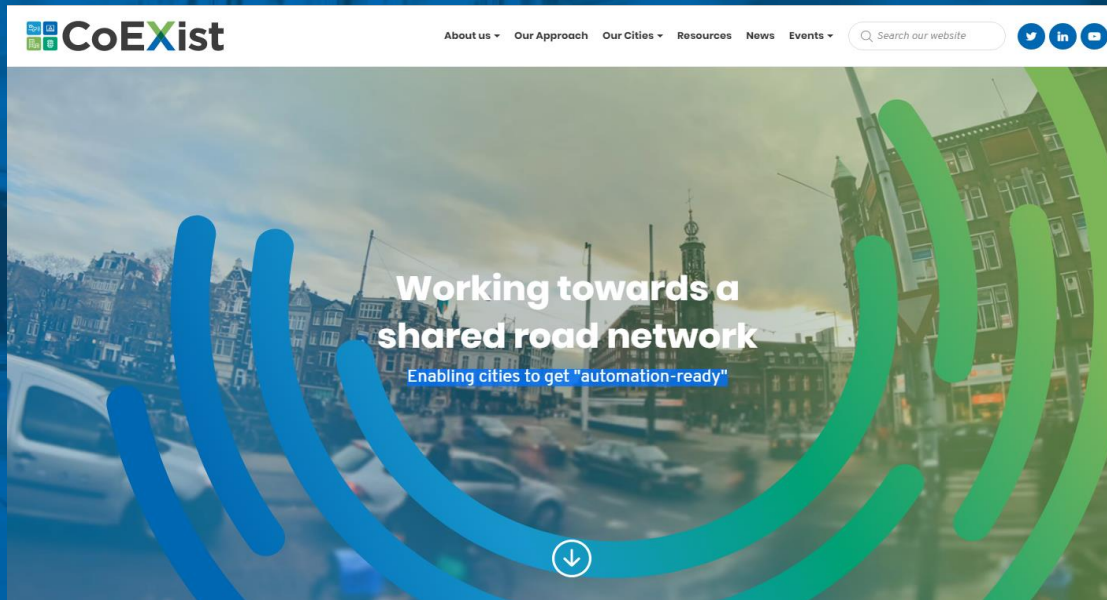 CoEXist
About us
Our Approach
Our Cities
Resources
News
Events
Search our website
in
Working towards a
shared road network
Enabling cities to get "automation-ready"